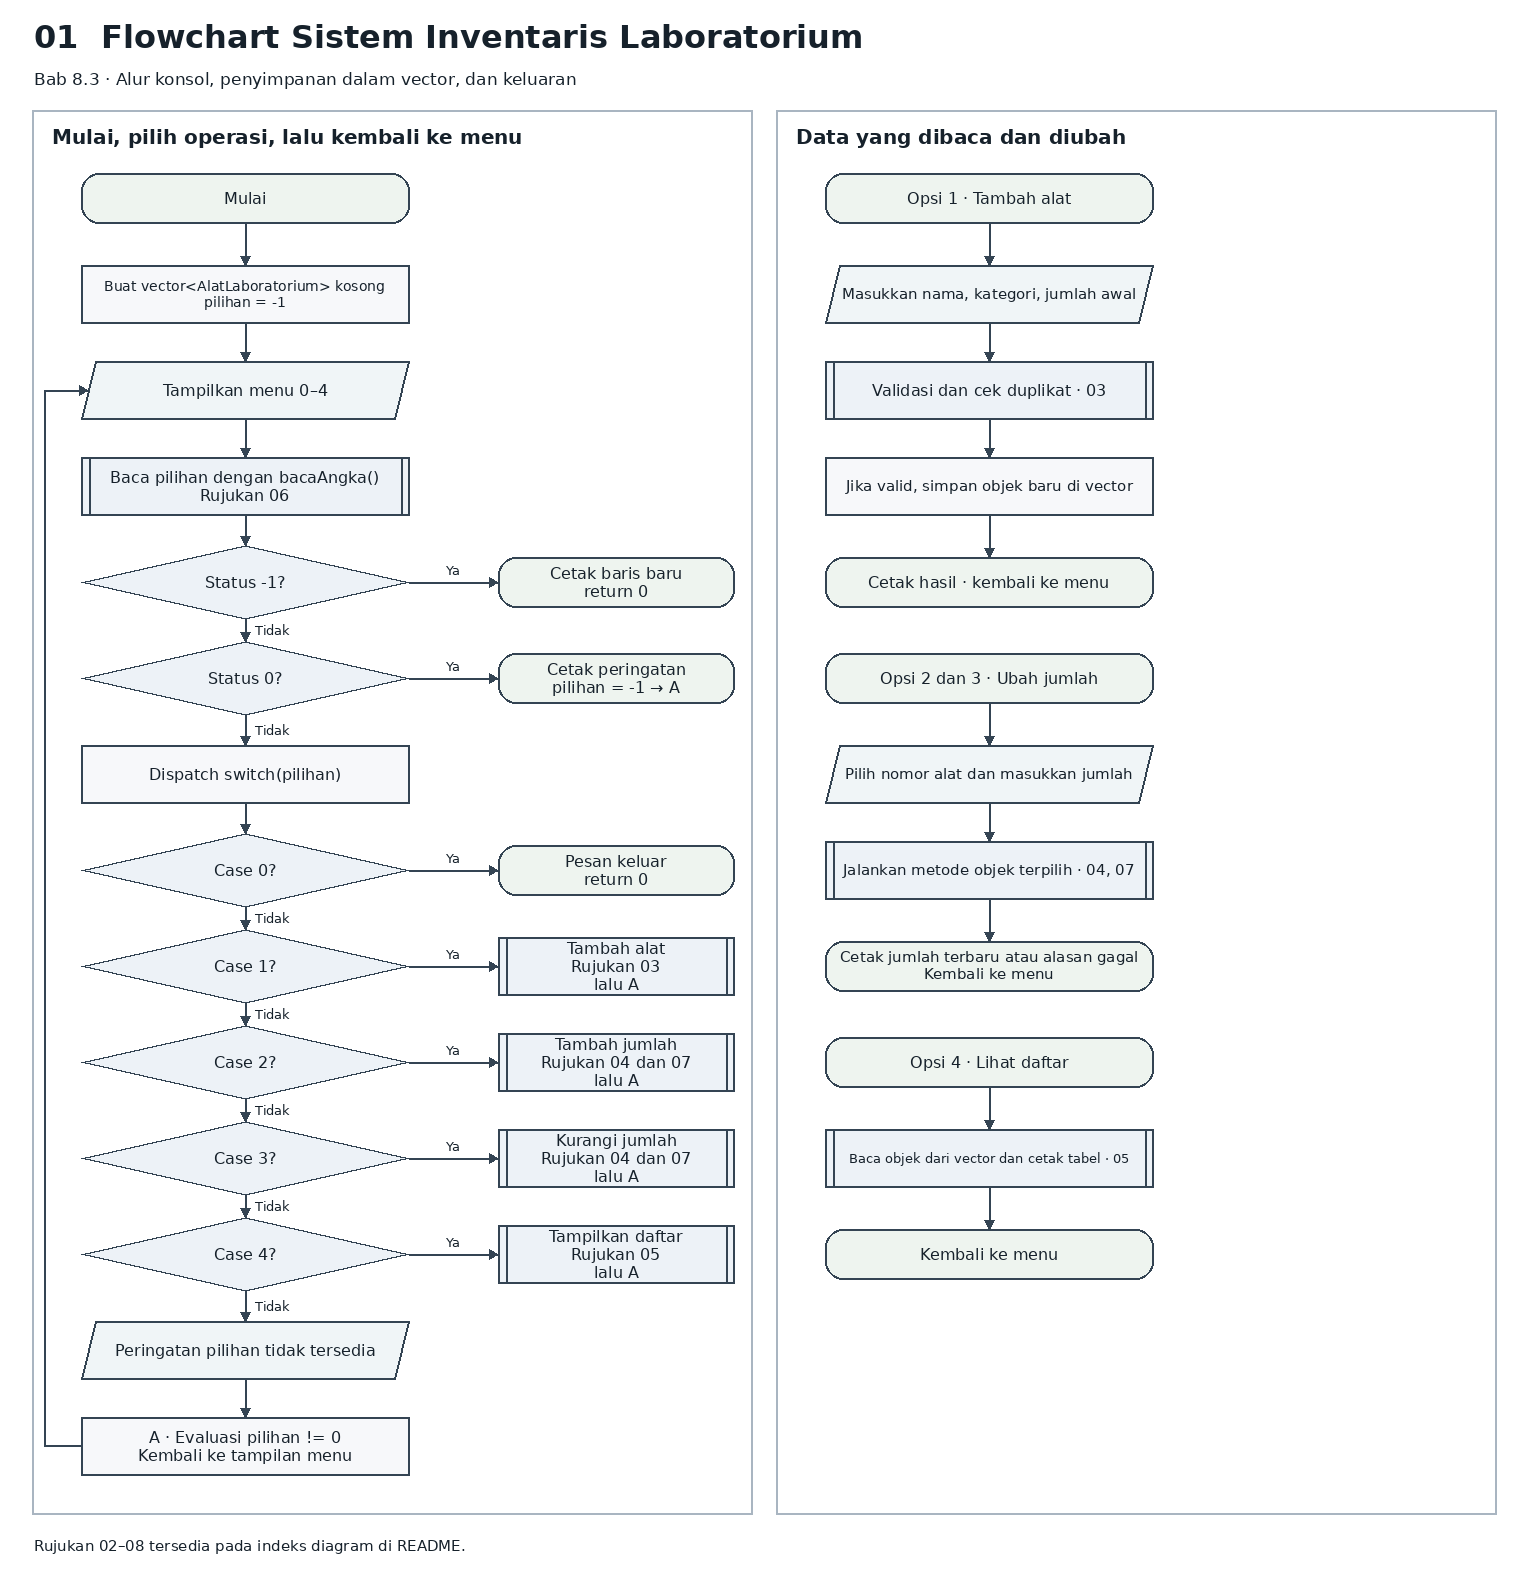 01 Flowchart Sistem Inventaris Laboratorium
Bab 8.3 · Alur konsol, penyimpanan dalam vector, dan keluaran
Mulai, pilih operasi, lalu kembali ke menu
Mulai
Buat vector<AlatLaboratorium> kosong
pilihan = -1
Tampilkan menu 0–4
Baca pilihan dengan bacaAngka()
Rujukan 06
Status -1?
Ya
Cetak baris baru
return 0
Tidak
Status 0?
Ya
Cetak peringatan
pilihan = -1 → A
Tidak
Dispatch switch(pilihan)
Case 0?
Ya
Pesan keluar
return 0
Tidak
Case 1?
Ya
Tambah alat
Rujukan 03
lalu A
Tidak
Case 2?
Ya
Tambah jumlah
Rujukan 04 dan 07
lalu A
Tidak
Case 3?
Ya
Kurangi jumlah
Rujukan 04 dan 07
lalu A
Tidak
Case 4?
Ya
Tampilkan daftar
Rujukan 05
lalu A
Tidak
Peringatan pilihan tidak tersedia
A · Evaluasi pilihan != 0
Kembali ke tampilan menu
Data yang dibaca dan diubah
Opsi 1 · Tambah alat
Masukkan nama, kategori, jumlah awal
Validasi dan cek duplikat · 03
Jika valid, simpan objek baru di vector
Cetak hasil · kembali ke menu
Opsi 2 dan 3 · Ubah jumlah
Pilih nomor alat dan masukkan jumlah
Jalankan metode objek terpilih · 04, 07
Cetak jumlah terbaru atau alasan gagal
Kembali ke menu
Opsi 4 · Lihat daftar
Baca objek dari vector dan cetak tabel · 05
Kembali ke menu
Rujukan 02–08 tersedia pada indeks diagram di README.